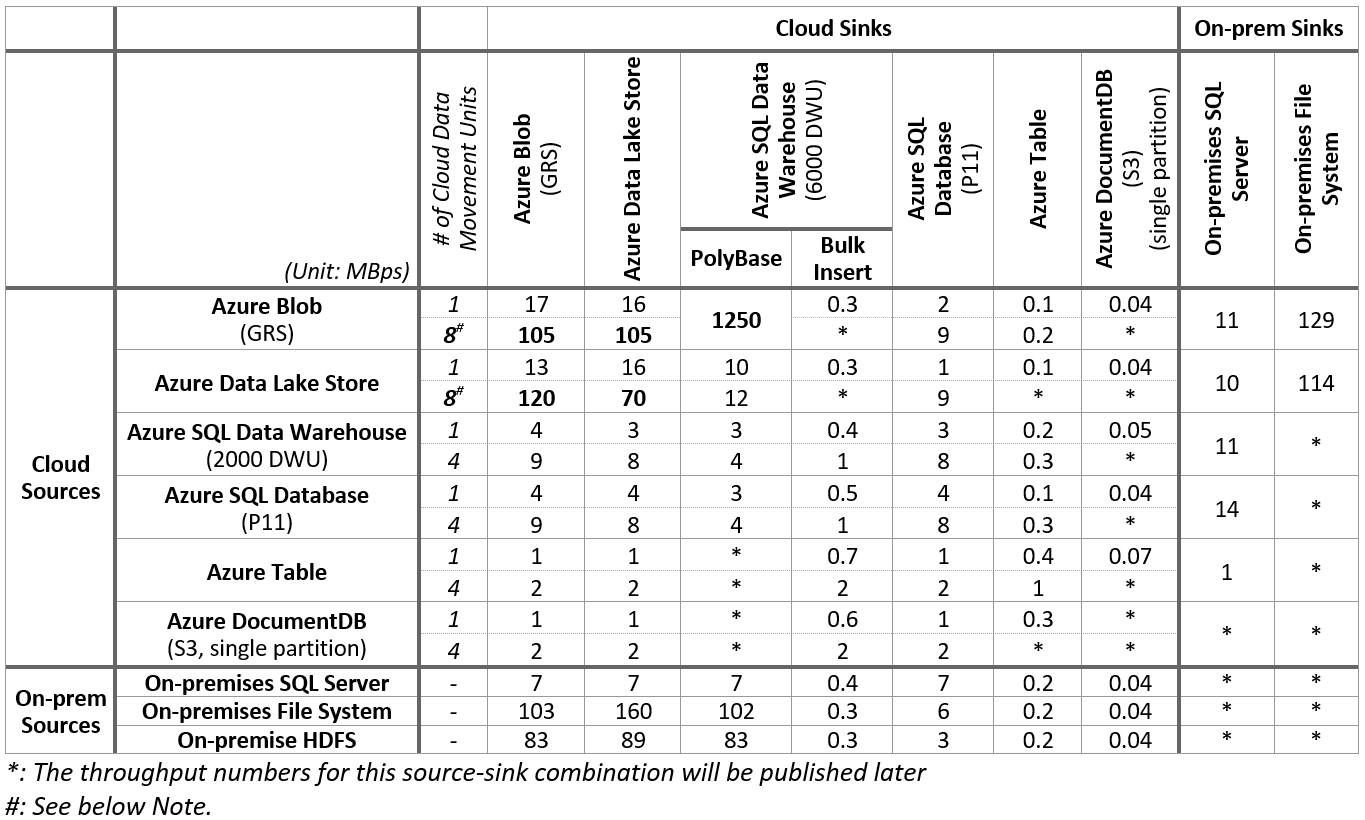 Cloud Sinks On-prem Sinks
(Unit: MBps)
# of Cloud Data
Movement Units
Azure Blob
(GRS)
Azure Data Lake Store
Azure SQL Data
Warehouse
(6000 DWU)
PolyBase
Bulk
Insert
Azure SQL
Database
(P11)
Azure Table
Azure DocumentDB
(S3)
(single partition)
On-premises SQL
Server
On-premises File
System
Cloud
Sources
Azure Blob
(GRS)
1 17 16 1250 0.3 2 0.1 0.04 11 129
8# 105 105 * 9 0.2 *
Azure Data Lake Store
1 13 16 10 0.3 1 0.1 0.04 10 114
8# 120 70 12 * 9 * *
Azure SQL Data Warehouse
(2000 DWU)
1 4 3 3 0.4 3 0.2 0.05 11 *
4 9 8 4 1 8 0.3 *
Azure SQL Database
(P11)
1 4 4 3 0.5 4 0.1 0.04 14 *
4 9 8 4 1 8 0.3 *
Azure Table
1 1 1 * 0.7 1 0.4 0.07 1 *
4 2 2 * 2 2 1 *
Azure DocumentDB
(S3, single partition)
1 1 1 * 0.6 1 0.3 * * *
4 2 2 * 2 2 * *
On-prem
Sources
On-premises SQL Server - 7 7 7 0.4 7 0.2 0.04 * *
On-premises File System - 103 160 102 0.3 6 0.2 0.04 * *
On-premise HDFS - 83 89 83 0.3 3 0.2 0.04 * *
*: The throughput numbers for this source-sink combination will be published later
#: See below Note.